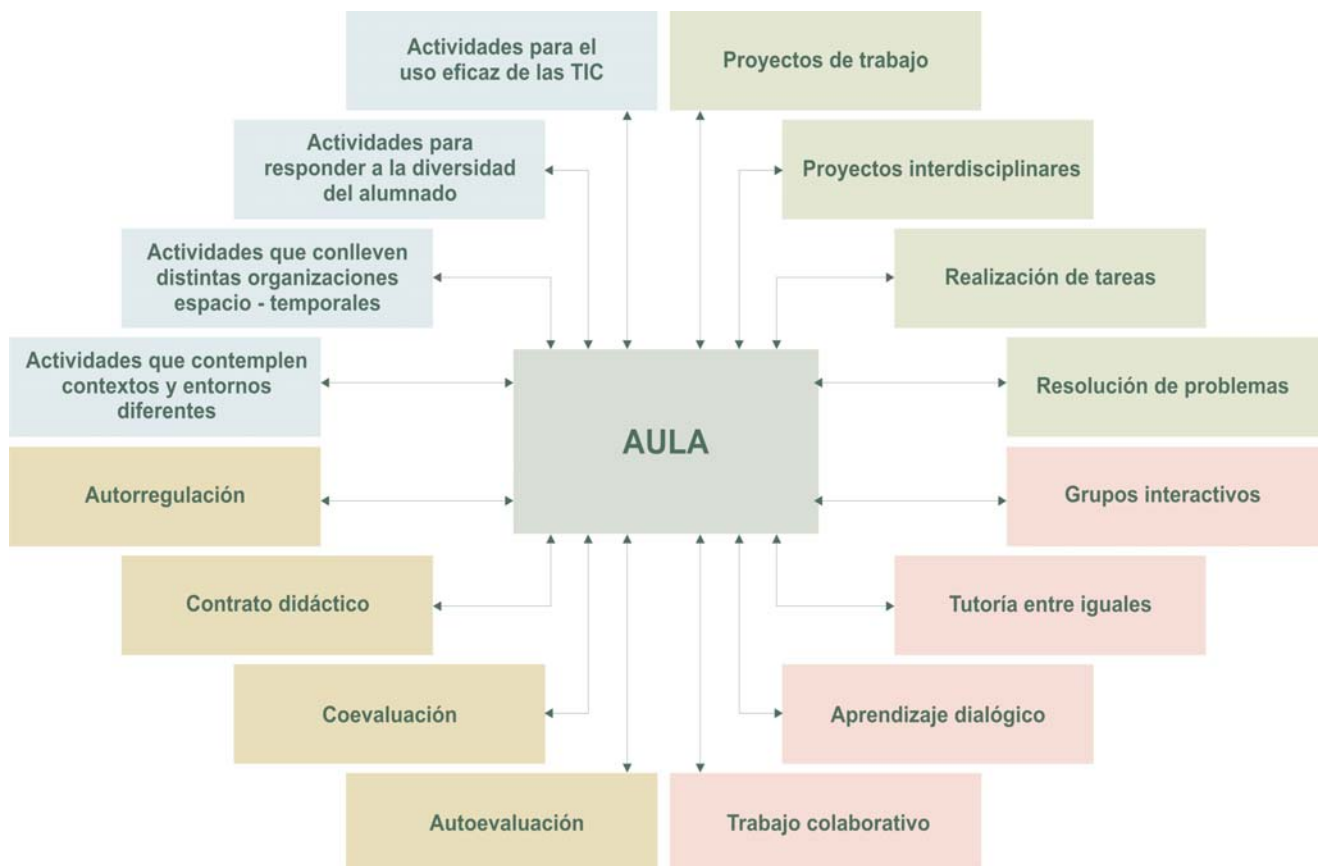 Actividades para el
uso eficaz de las TIC
Proyectos de trabajo
Actividades para
responder a la diversidad
del alumnado
Proyectos interdisciplinares
Actividades que conlleven
distintas organizaciones
espacio - temporales
Realización de tareas
Actividades que contemplen
contextos y entornos
diferentes
Resolución de problemas
AULA
Autorregulación
Grupos interactivos
Contrato didáctico
Tutoría entre iguales
Coevaluación
Aprendizaje dialógico
Autoevaluación
Trabajo colaborativo